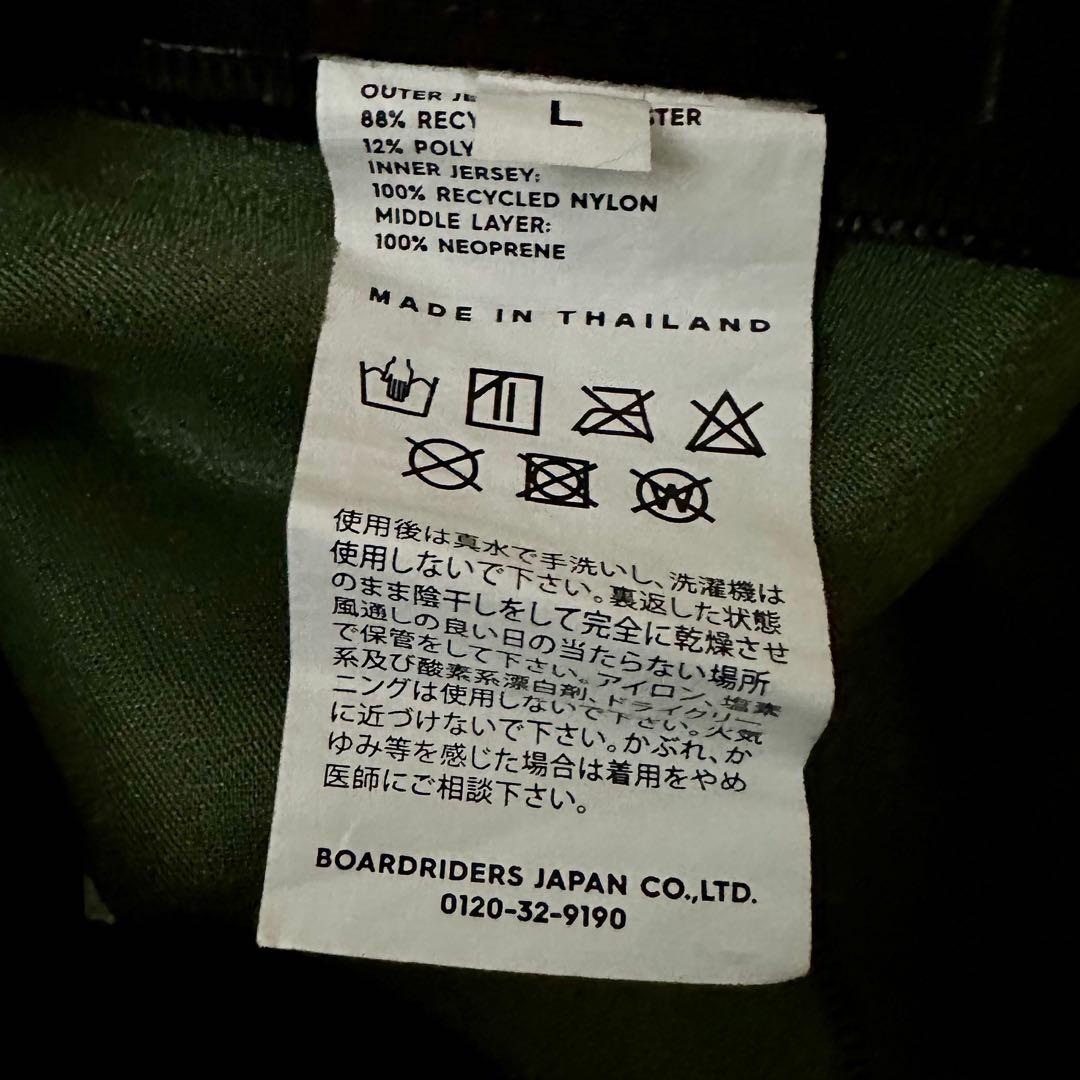 L
OUTER
88% STER
12%
INNER JERSEY:
100% RECYCLED NYLON
MIDDLE LAYER:
100% NEOPRENE
MADE IN THAILAND
W
使用後は真水で手洗いし、洗濯機は
使用しないで下さい。裏返した状態
のまま陰干しをして完全に乾燥させ
風通しの良い日の当たらない場所
で保管をして下さい。アイロン、塩素
系及び酸素系漂白剤、ドライクリー
ニングは使用しないで下さい。火気
に近づけないで下さい。かぶれ、か
ゆみ等を感じた場合は着用をやめ
医師にご相談下さい。
BOARDRIDERS JAPAN CO.,LTD.
0120-32-9190